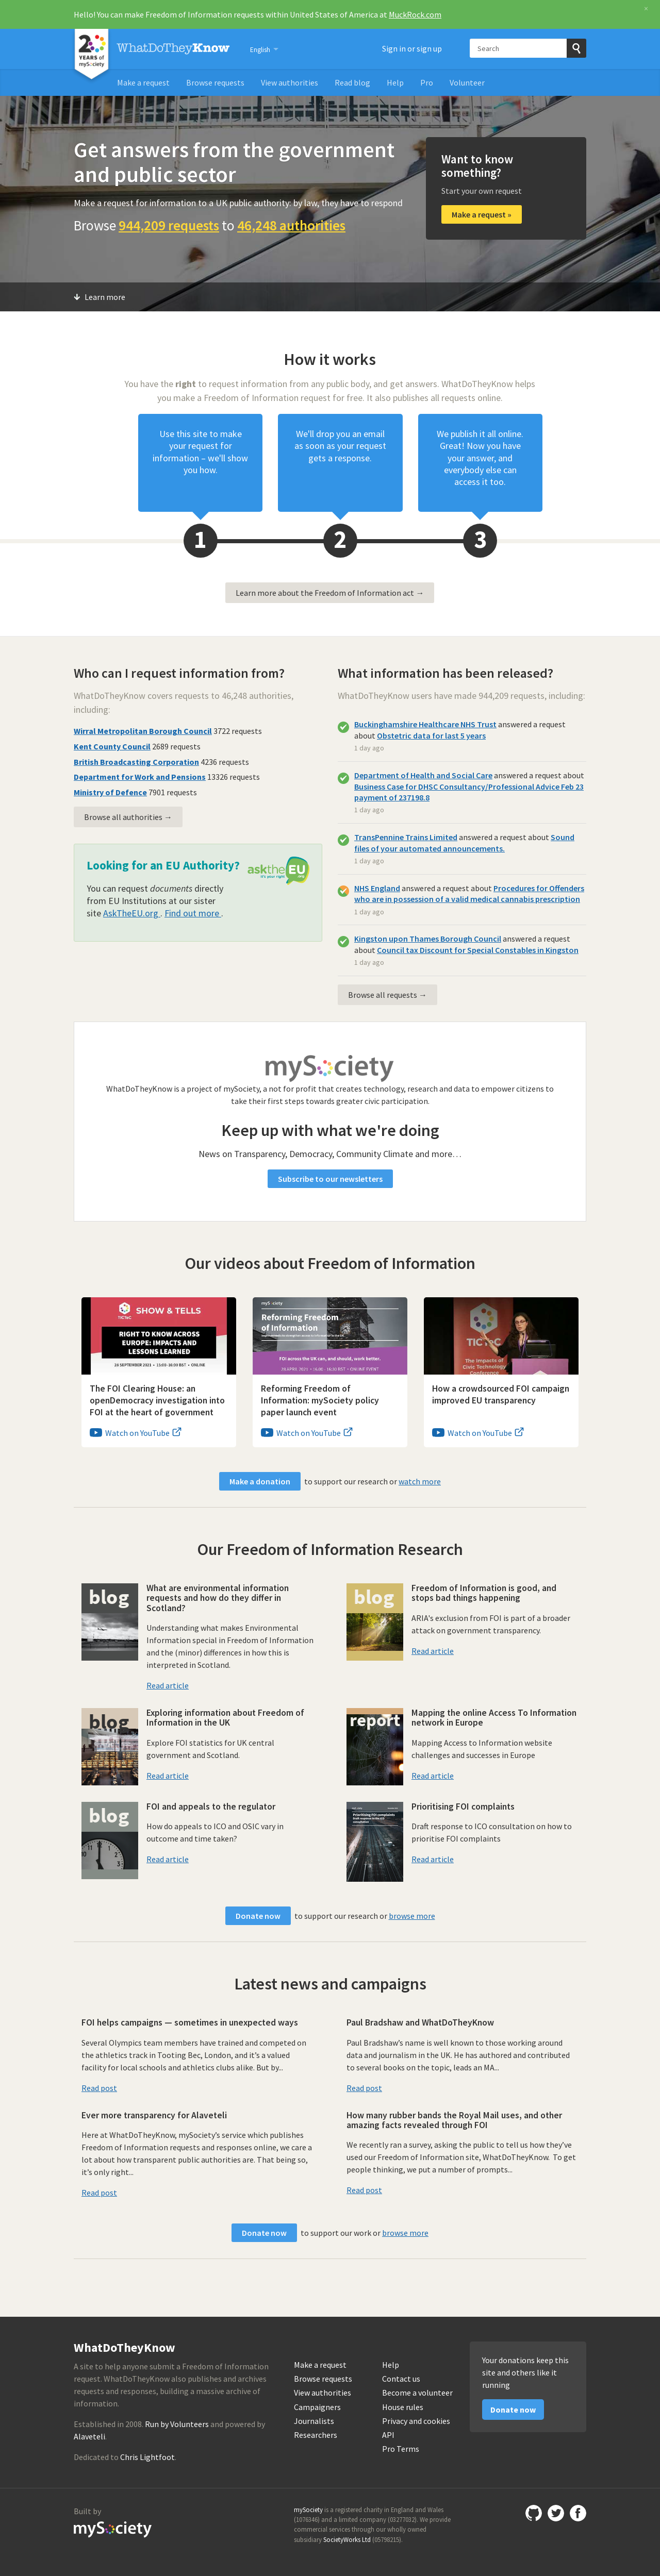 Hello! You can make Freedom of Information requests within United States of America at MuckRock.com
×
20
YEARS of
mySociety
WhatDoTheyKnow
English
Sign in or sign up
Search
Make a request
Browse requests
View authorities
Read blog
Help
Pro
Volunteer
Get answers from the government
and public sector
Make a request for information to a UK public authority: by law, they have to respond
Browse 944,209 requests to 46,248 authorities
Want to know
something?
Start your own request
Make a request »
Learn more
How it works
You have the right to request information from any public body, and get answers. WhatDoTheyKnow helps
you make a Freedom of Information request for free. It also publishes all requests online.
Use this site to make
your request for
information – we'll show
you how.
We'll drop you an email
as soon as your request
gets a response.
We publish it all online.
Great! Now you have
your answer, and
everybody else can
access it too.
1
2
3
Learn more about the Freedom of Information act →
Who can I request information from?
WhatDoTheyKnow covers requests to 46,248 authorities,
including:
Wirral Metropolitan Borough Council 3722 requests
Kent County Council 2689 requests
British Broadcasting Corporation 4236 requests
Department for Work and Pensions 13326 requests
Ministry of Defence 7901 requests
Browse all authorities →
Looking for an EU Authority?
asktheEU
it's your right
You can request documents directly
from EU Institutions at our sister
site AskTheEU.org . Find out more .
What information has been released?
WhatDoTheyKnow users have made 944,209 requests, including:
Buckinghamshire Healthcare NHS Trust answered a request
about Obstetric data for last 5 years
1 day ago
Department of Health and Social Care answered a request about
Business Case for DHSC Consultancy/Professional Advice Feb 23
payment of 237198.8
1 day ago
TransPennine Trains Limited answered a request about Sound
files of your automated announcements.
1 day ago
NHS England answered a request about Procedures for Offenders
who are in possession of a valid medical cannabis prescription
1 day ago
Kingston upon Thames Borough Council answered a request
about Council tax Discount for Special Constables in Kingston
1 day ago
Browse all requests →
mySociety
WhatDoTheyKnow is a project of mySociety, a not for profit that creates technology, research and data to empower citizens to
take their first steps towards greater civic participation.
Keep up with what we're doing
News on Transparency, Democracy, Community Climate and more…
Subscribe to our newsletters
Our videos about Freedom of Information
TICTeC
SHOW & TELLS
RIGHT TO KNOW ACROSS
EUROPE: IMPACTS AND
LESSONS LEARNED
The FOI Clearing House: an
openDemocracy investigation into
FOI at the heart of government
Watch on YouTube
mySociety
Reforming Freedom
of Information
FOI across the UK can, and should, work better.
Reforming Freedom of
Information: mySociety policy
paper launch event
Watch on YouTube
TICTeC
The Impacts of
Civic Technology
Conference
How a crowdsourced FOI campaign
improved EU transparency
Watch on YouTube
Make a donation to support our research or watch more
Our Freedom of Information Research
blog
What are environmental information
requests and how do they differ in
Scotland?
Understanding what makes Environmental
Information special in Freedom of Information
and the (minor) differences in how this is
interpreted in Scotland.
Read article
blog
Freedom of Information is good, and
stops bad things happening
ARIA's exclusion from FOI is part of a broader
attack on government transparency.
Read article
blog
Exploring information about Freedom of
Information in the UK
Explore FOI statistics for UK central
government and Scotland.
Read article
report
Mapping the online Access To Information
network in Europe
Mapping Access to Information website
challenges and successes in Europe
Read article
blog
FOI and appeals to the regulator
How do appeals to ICO and OSIC vary in
outcome and time taken?
Read article
Prioritising FOI complaints
Prioritising FOI complaints
Draft response to ICO consultation on how to
prioritise FOI complaints
Read article
Donate now to support our research or browse more
Latest news and campaigns
FOI helps campaigns — sometimes in unexpected ways
Several Olympics team members have trained and competed on
the athletics track in Tooting Bec, London, and it’s a valued
facility for local schools and athletics clubs alike. But by...
Read post
Paul Bradshaw and WhatDoTheyKnow
Paul Bradshaw’s name is well known to those working around
data and journalism in the UK. He has authored and contributed
to several books on the topic, leads an MA...
Read post
Ever more transparency for Alaveteli
Here at WhatDoTheyKnow, mySociety’s service which publishes
Freedom of Information requests and responses online, we care a
lot about how transparent public authorities are. That being so,
it’s only right...
Read post
How many rubber bands the Royal Mail uses, and other
amazing facts revealed through FOI
We recently ran a survey, asking the public to tell us how they’ve
used our Freedom of Information site, WhatDoTheyKnow. To get
people thinking, we put a number of prompts...
Read post
Donate now to support our work or browse more
WhatDoTheyKnow
A site to help anyone submit a Freedom of Information
request. WhatDoTheyKnow also publishes and archives
requests and responses, building a massive archive of
information.
Established in 2008. Run by Volunteers and powered by
Alaveteli.
Dedicated to Chris Lightfoot.
Make a request
Browse requests
View authorities
Campaigners
Journalists
Researchers
Help
Contact us
Become a volunteer
House rules
Privacy and cookies
API
Pro Terms
Your donations keep this
site and others like it
running
Donate now
Built by
mySociety
mySociety is a registered charity in England and Wales
(1076346) and a limited company (03277032). We provide
commercial services through our wholly owned
subsidiary SocietyWorks Ltd (05798215).